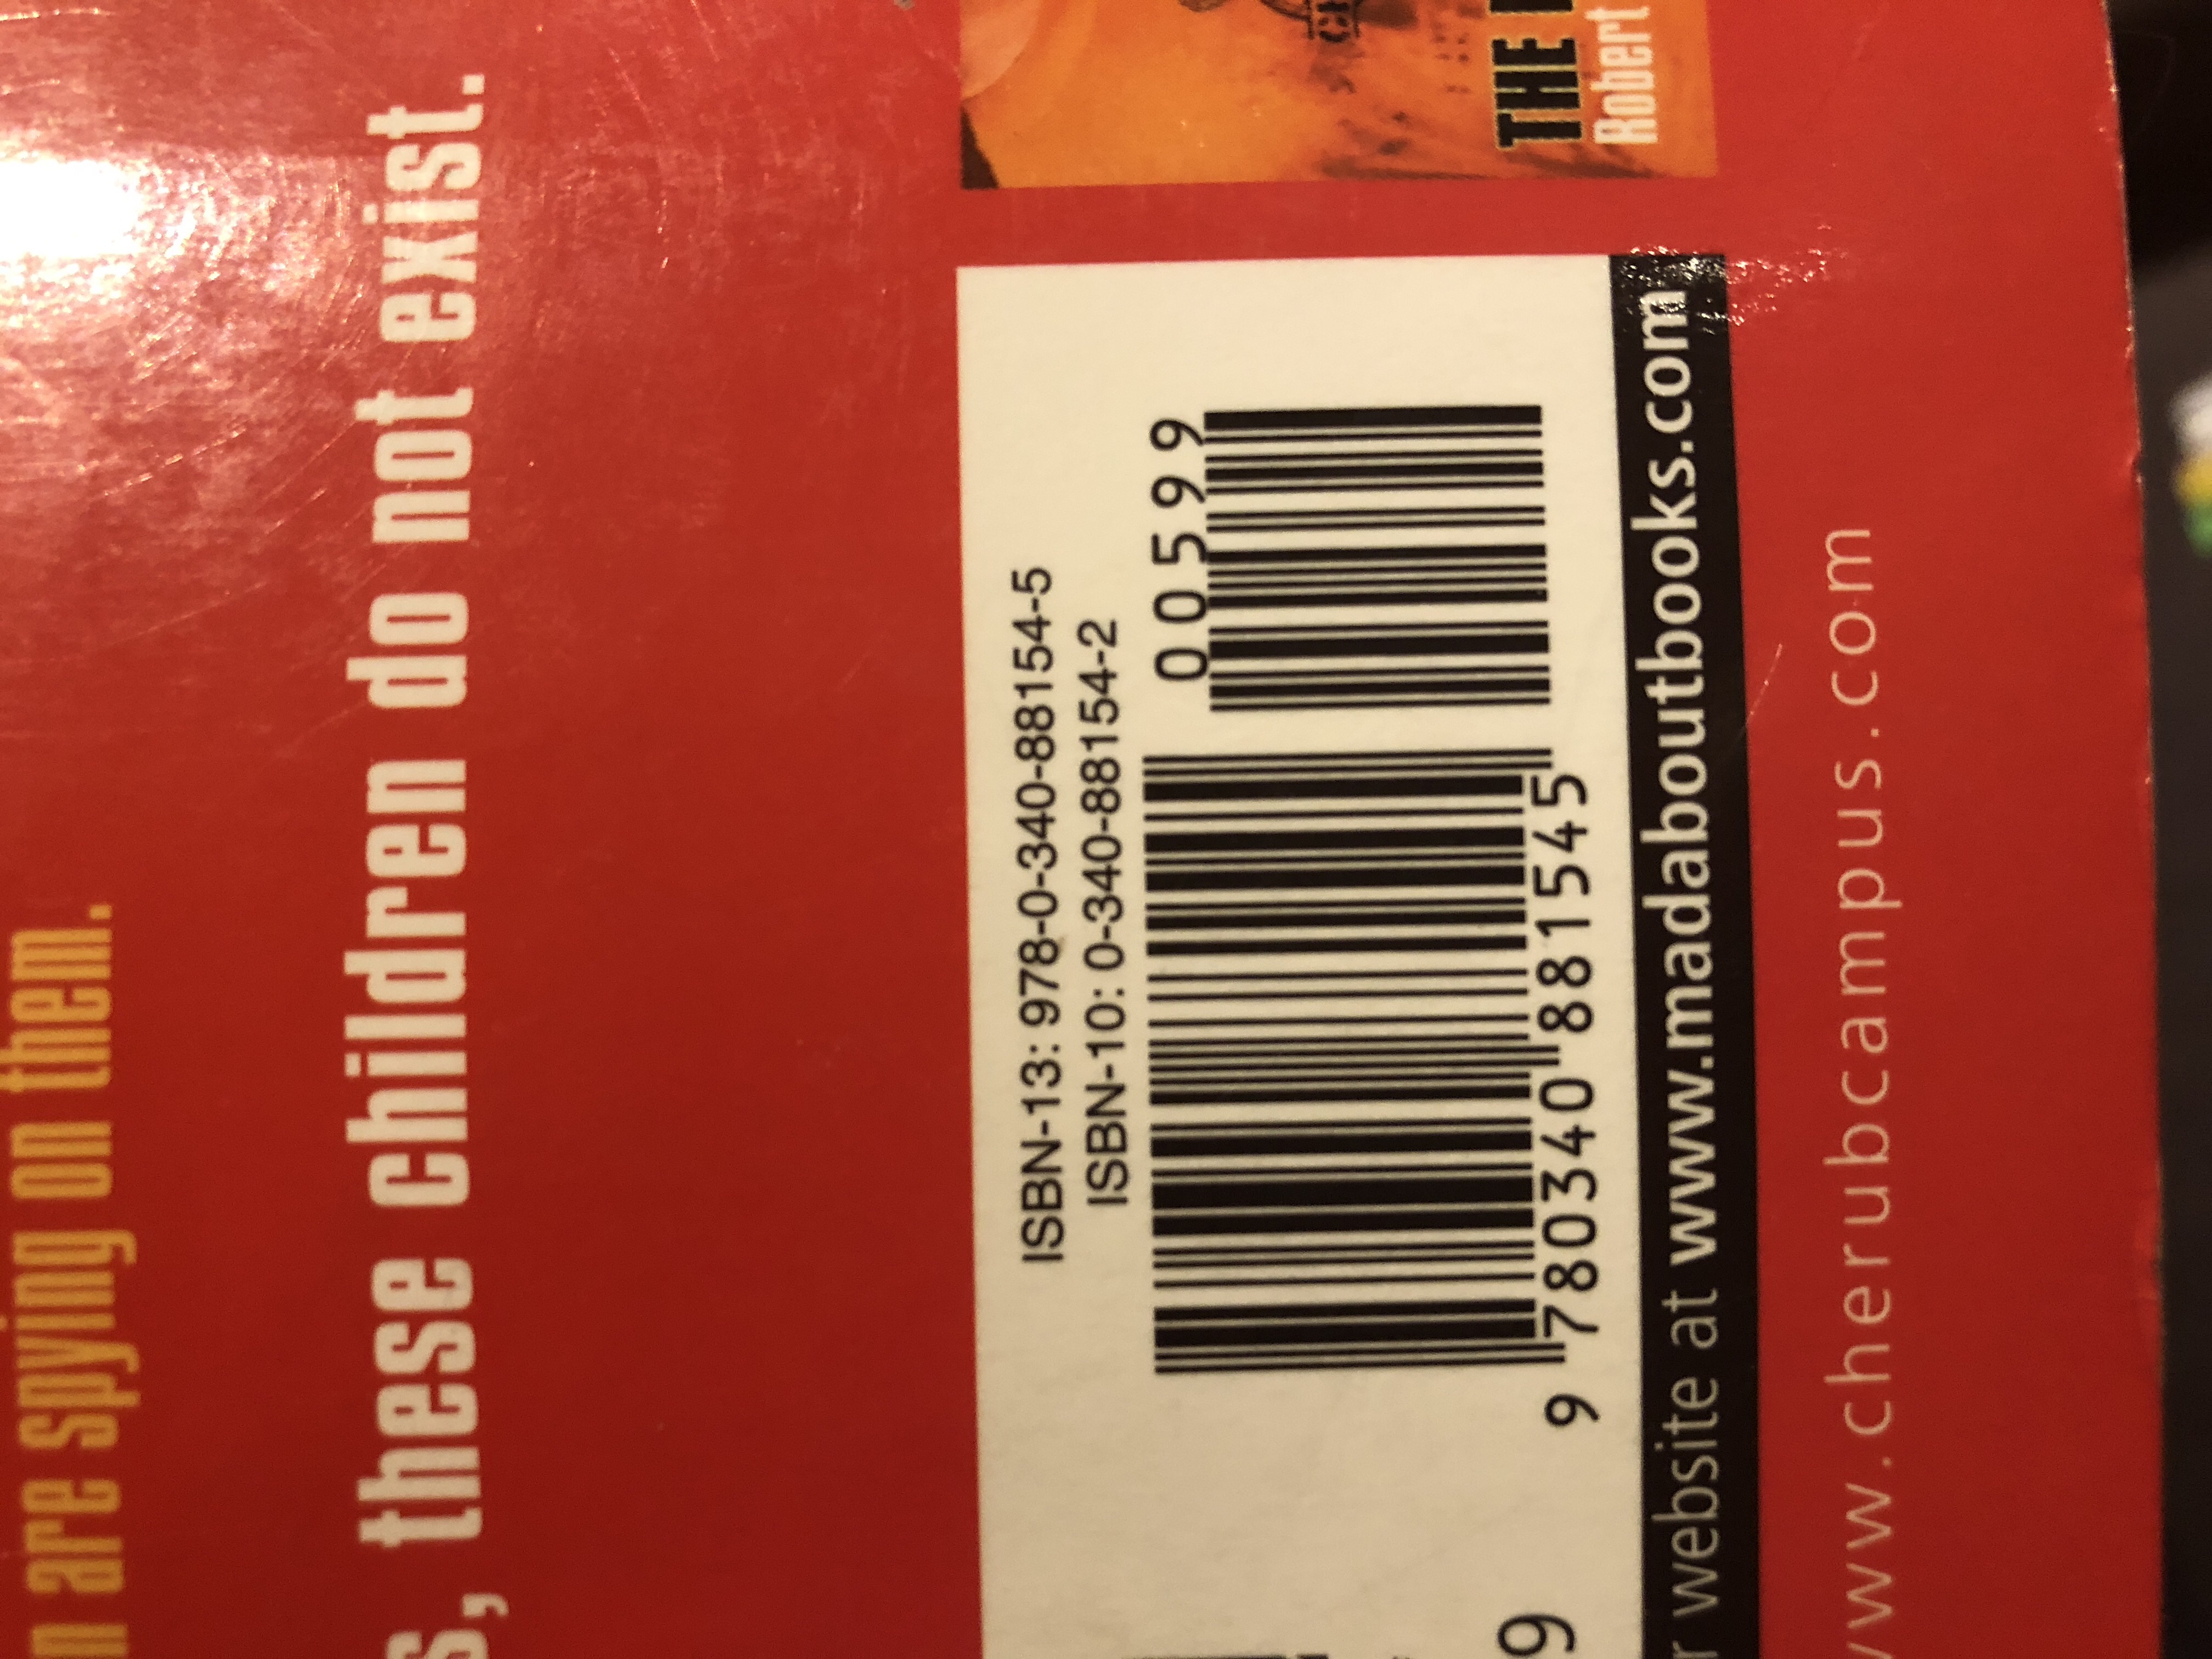 n are spying on them.
s, these children do not exist.
ISBN-13: 978-0-340-88154-5
ISBN-10: 0-340-88154-2
00599
9 780340 881545
9
THE
Robert
r website at www.madaboutbooks.com
www.cherubcampus.com